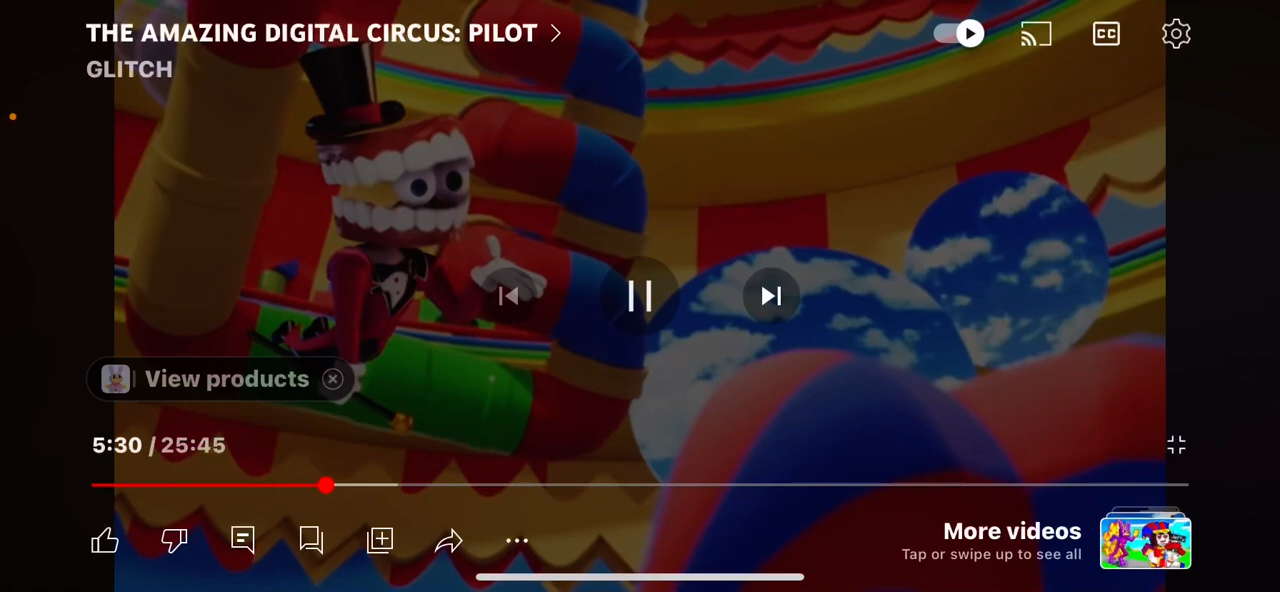 THE AMAZING DIGITAL CIRCUS: PILOT
GLITCH
CC
View products
5:30 / 25:45
More videos
Tap or swipe up to see all